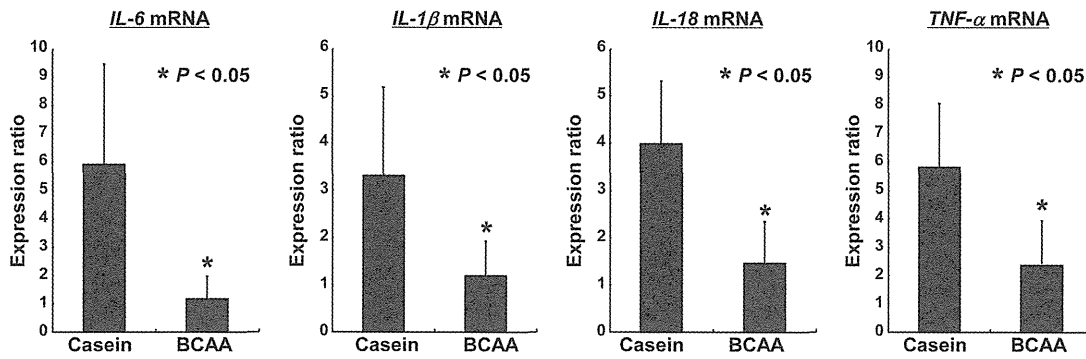 IL-6 mRNA
Expression ratio
10
9
8
7
6
5
4
3
2
1
0
* P < 0.05
*
Casein BCAA
IL-1β mRNA
Expression ratio
6
5
4
3
2
1
0
* P < 0.05
*
Casein BCAA
IL-18 mRNA
Expression ratio
6
5
4
3
2
1
0
* P < 0.05
*
Casein BCAA
TNF-α mRNA
Expression ratio
10
9
8
7
6
5
4
3
2
1
0
* P < 0.05
*
Casein BCAA